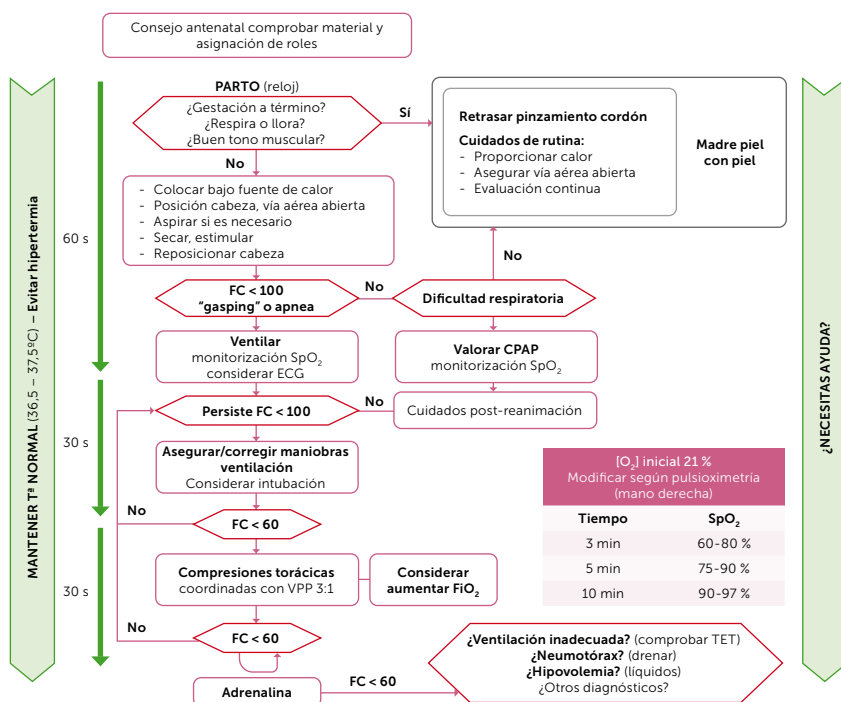 Consejo antenatal comprobar material y
asignación de roles
PARTO (reloj)
¿Gestación a término?
¿Respira o llora?
¿Buen tono muscular?
Sí
No
Retrasar pinzamiento cordón
Cuidados de rutina:
- Proporcionar calor
- Asegurar vía aérea abierta
- Evaluación continua
Madre piel
con piel
- Colocar bajo fuente de calor
- Posición cabeza, vía aérea abierta
- Aspirar si es necesario
- Secar, estimular
- Reposicionar cabeza
60 s
No
FC < 100
"gasping" o apnea
No
Dificultad respiratoria
Ventilar
monitorización SpO₂
considerar ECG
Valorar CPAP
monitorización SpO₂
Persiste FC < 100
No
Cuidados post-reanimación
30 s
Asegurar/corregir maniobras
ventilación
Considerar intubación
No
FC < 60
30 s
Compresiones torácicas
coordinadas con VPP 3:1
Considerar
aumentar FiO₂
No
FC < 60
Adrenalina
FC < 60
¿Ventilación inadecuada? (comprobar TET)
¿Neumotórax? (drenar)
¿Hipovolemia? (líquidos)
¿Otros diagnósticos?
[O₂] inicial 21 %
Modificar según pulsioximetría
(mano derecha)
Tiempo SpO₂
3 min 60-80 %
5 min 75-90 %
10 min 90-97 %
MANTENER Tª NORMAL (36,5 – 37,5ºC) – Evitar hipertermia
¿NECESITAS AYUDA?